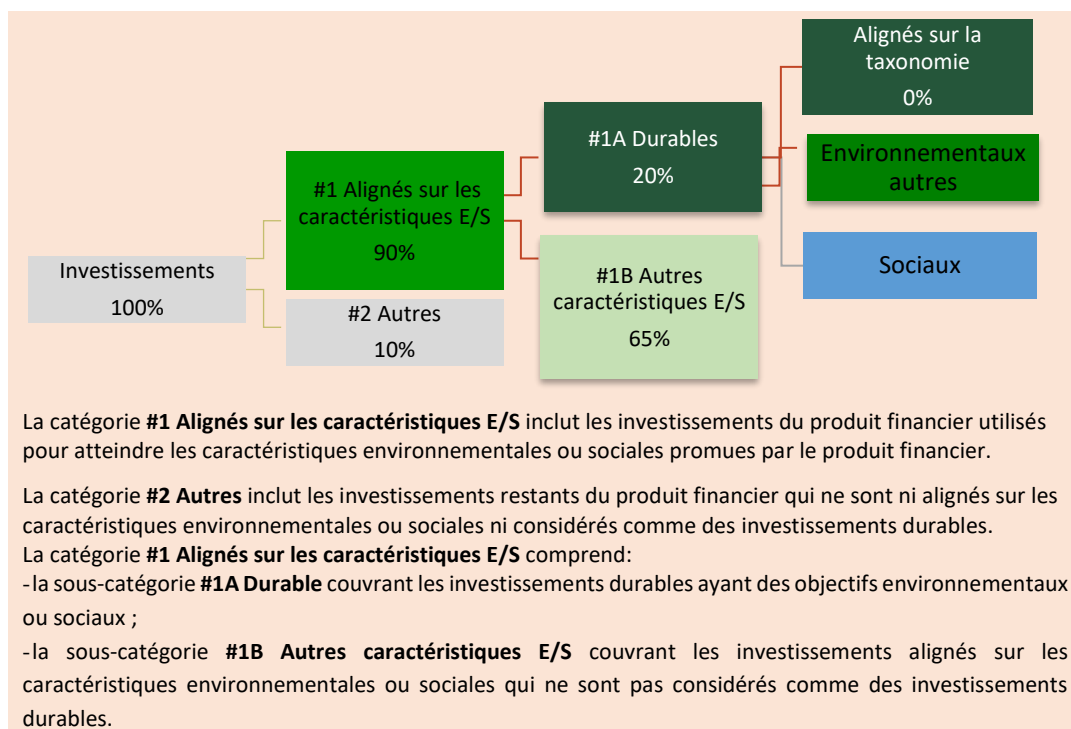 Investissements
100%
#1 Alignés sur les
caractéristiques E/S
90%
#2 Autres
10%
#1A Durables
20%
#1B Autres
caractéristiques E/S
65%
Alignés sur la
taxonomie
0%
Environnementaux
autres
Sociaux
La catégorie #1 Alignés sur les caractéristiques E/S inclut les investissements du produit financier utilisés
pour atteindre les caractéristiques environnementales ou sociales promues par le produit financier.
La catégorie #2 Autres inclut les investissements restants du produit financier qui ne sont ni alignés sur les
caractéristiques environnementales ou sociales ni considérés comme des investissements durables.
La catégorie #1 Alignés sur les caractéristiques E/S comprend:
-la sous-catégorie #1A Durable couvrant les investissements durables ayant des objectifs environnementaux
ou sociaux ;
-la sous-catégorie #1B Autres caractéristiques E/S couvrant les investissements alignés sur les
caractéristiques environnementales ou sociales qui ne sont pas considérés comme des investissements
durables.